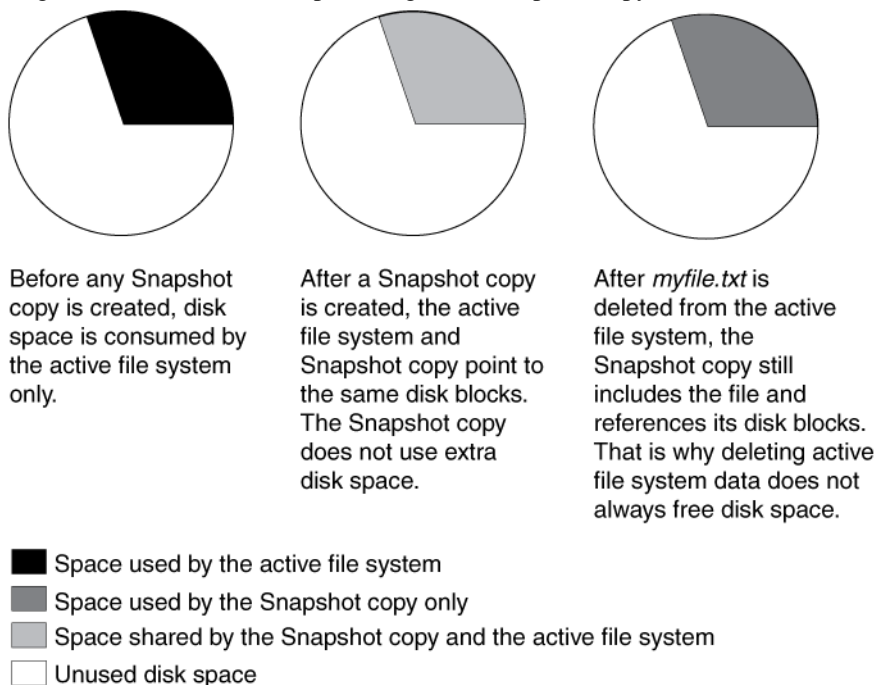 Before any Snapshot
copy is created, disk
space is consumed by
the active file system
only.
After a Snapshot copy
is created, the active
file system and
Snapshot copy point to
the same disk blocks.
The Snapshot copy
does not use extra
disk space.
After myfile.txt is
deleted from the active
file system, the
Snapshot copy still
includes the file and
references its disk blocks.
That is why deleting active
file system data does not
always free disk space.
Space used by the active file system
Space used by the Snapshot copy only
Space shared by the Snapshot copy and the active file system
Unused disk space